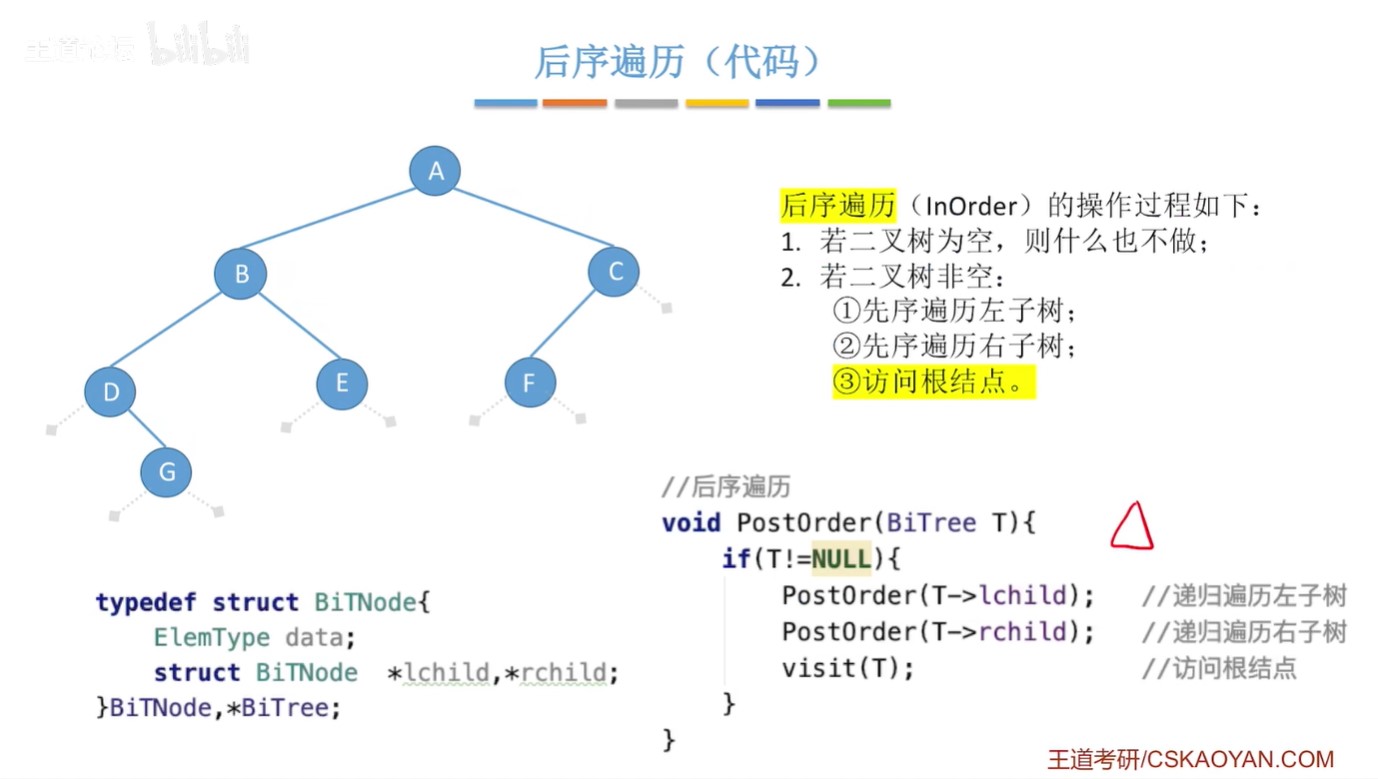 王道论坛 bilibili
后序遍历（代码）
A
B
C
D
E
F
G
后序遍历（InOrder）的操作过程如下：
1. 若二叉树为空，则什么也不做；
2. 若二叉树非空：
①先序遍历左子树；
②先序遍历右子树；
③访问根结点。
//后序遍历
void PostOrder(BiTree T){
if(T!=NULL){
PostOrder(T->lchild); //递归遍历左子树
PostOrder(T->rchild); //递归遍历右子树
visit(T); //访问根结点
}
}
typedef struct BiTNode{
ElemType data;
struct BiTNode *lchild,*rchild;
}BiTNode,*BiTree;
王道考研/CSKAOYAN.COM